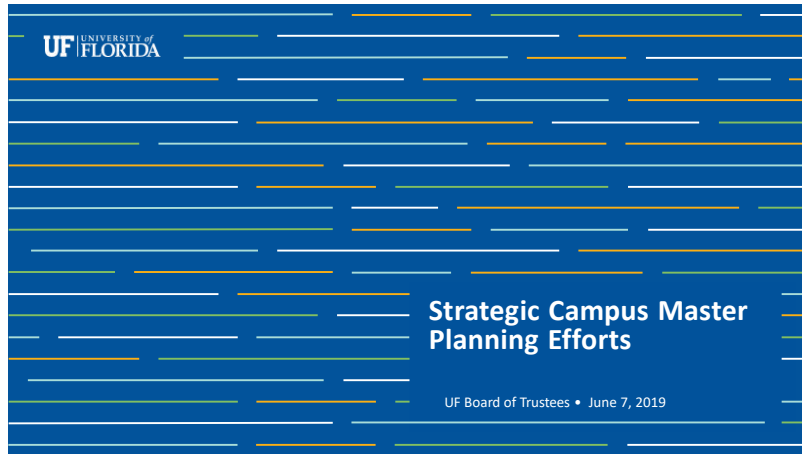 UF UNIVERSITY of
FLORIDA
Strategic Campus Master
Planning Efforts
UF Board of Trustees • June 7, 2019